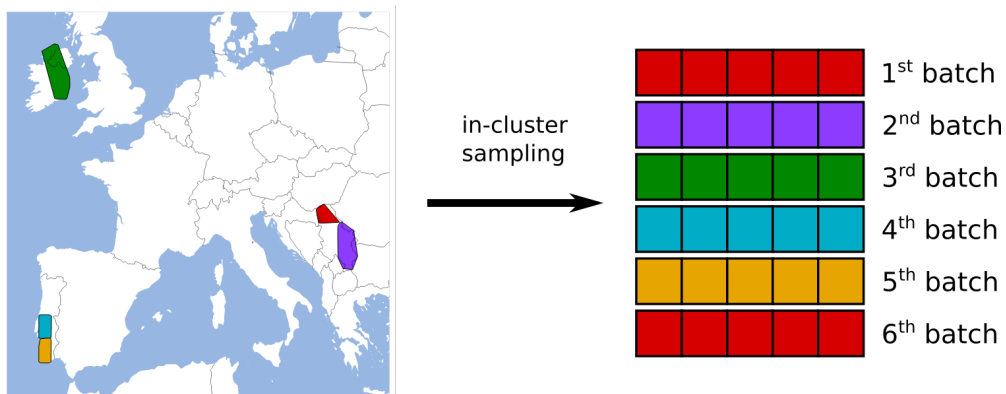 in-cluster
sampling
1st batch
2nd batch
3rd batch
4th batch
5th batch
6th batch